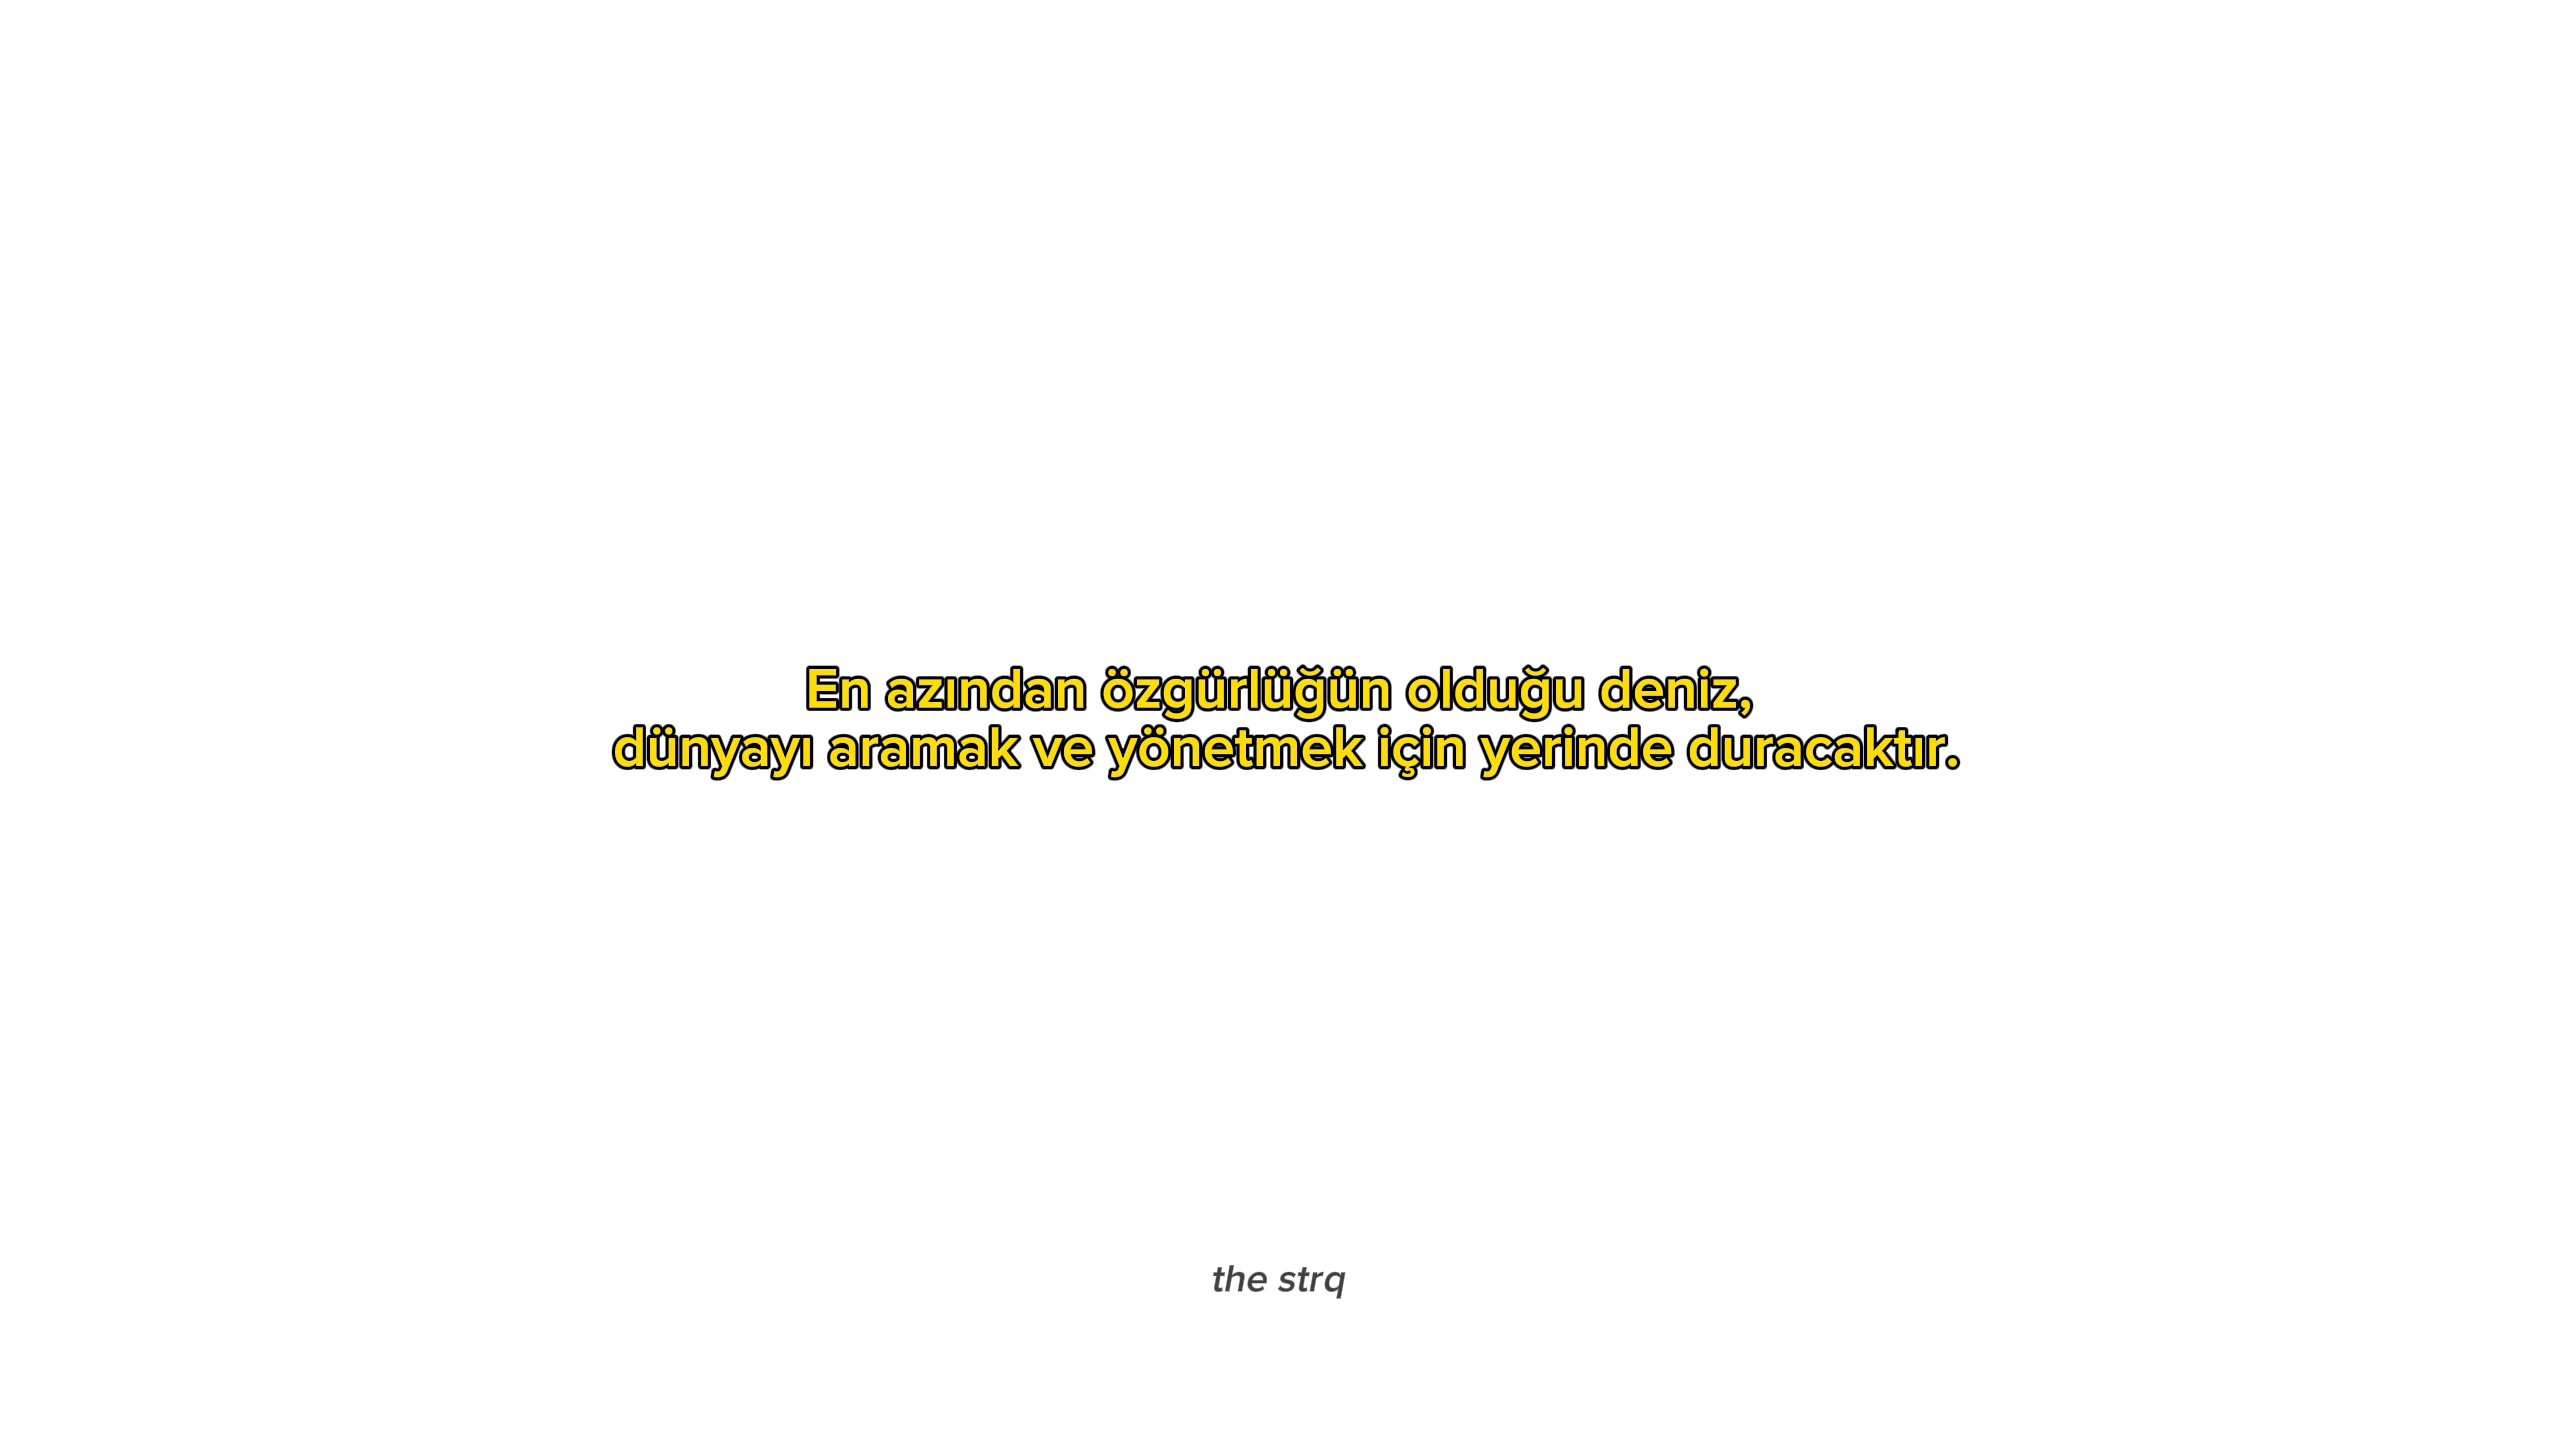 En azından özgürlüğün olduğu deniz,
dünyayı aramak ve yönetmek için yerinde duracaktır.
the strq